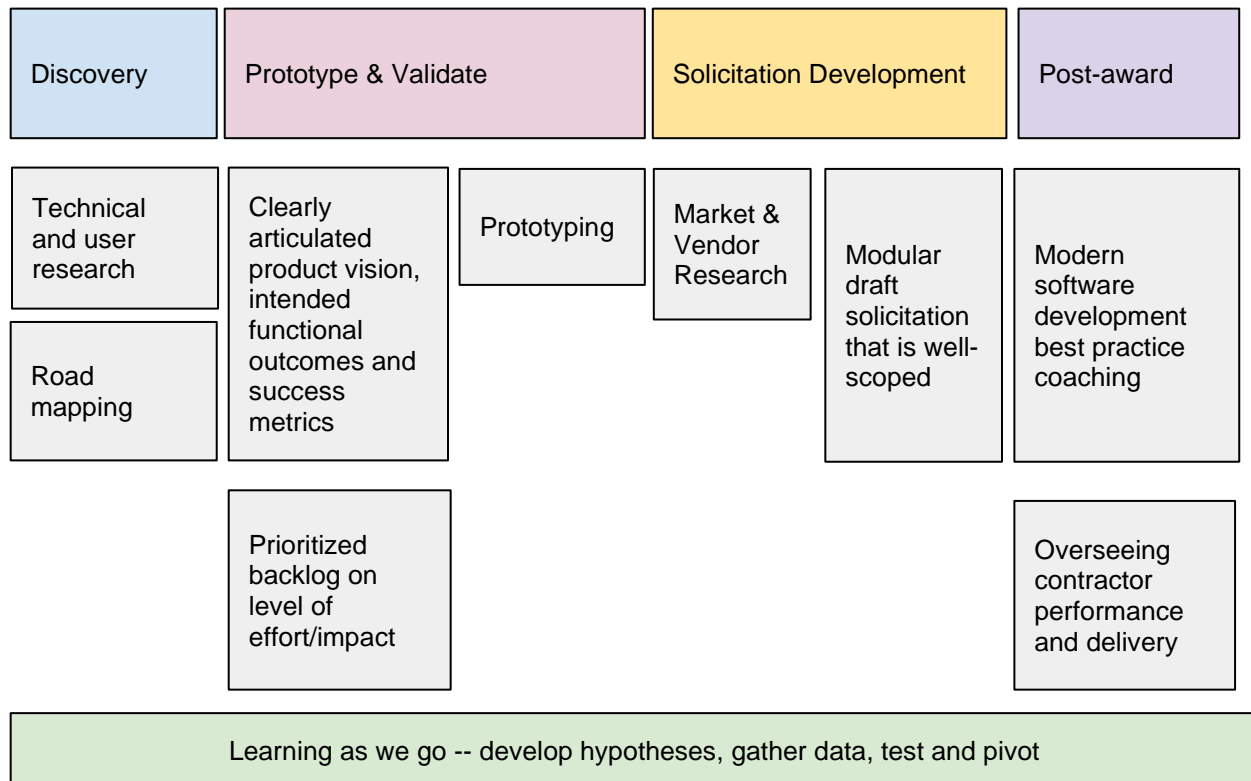 Discovery
Prototype & Validate
Solicitation Development
Post-award
Technical
and user
research
Road
mapping
Clearly
articulated
product vision,
intended
functional
outcomes and
success
metrics
Prioritized
backlog on
level of
effort/impact
Prototyping
Market &
Vendor
Research
Modular
draft
solicitation
that is well-
scoped
Modern
software
development
best practice
coaching
Overseeing
contractor
performance
and delivery
Learning as we go -- develop hypotheses, gather data, test and pivot